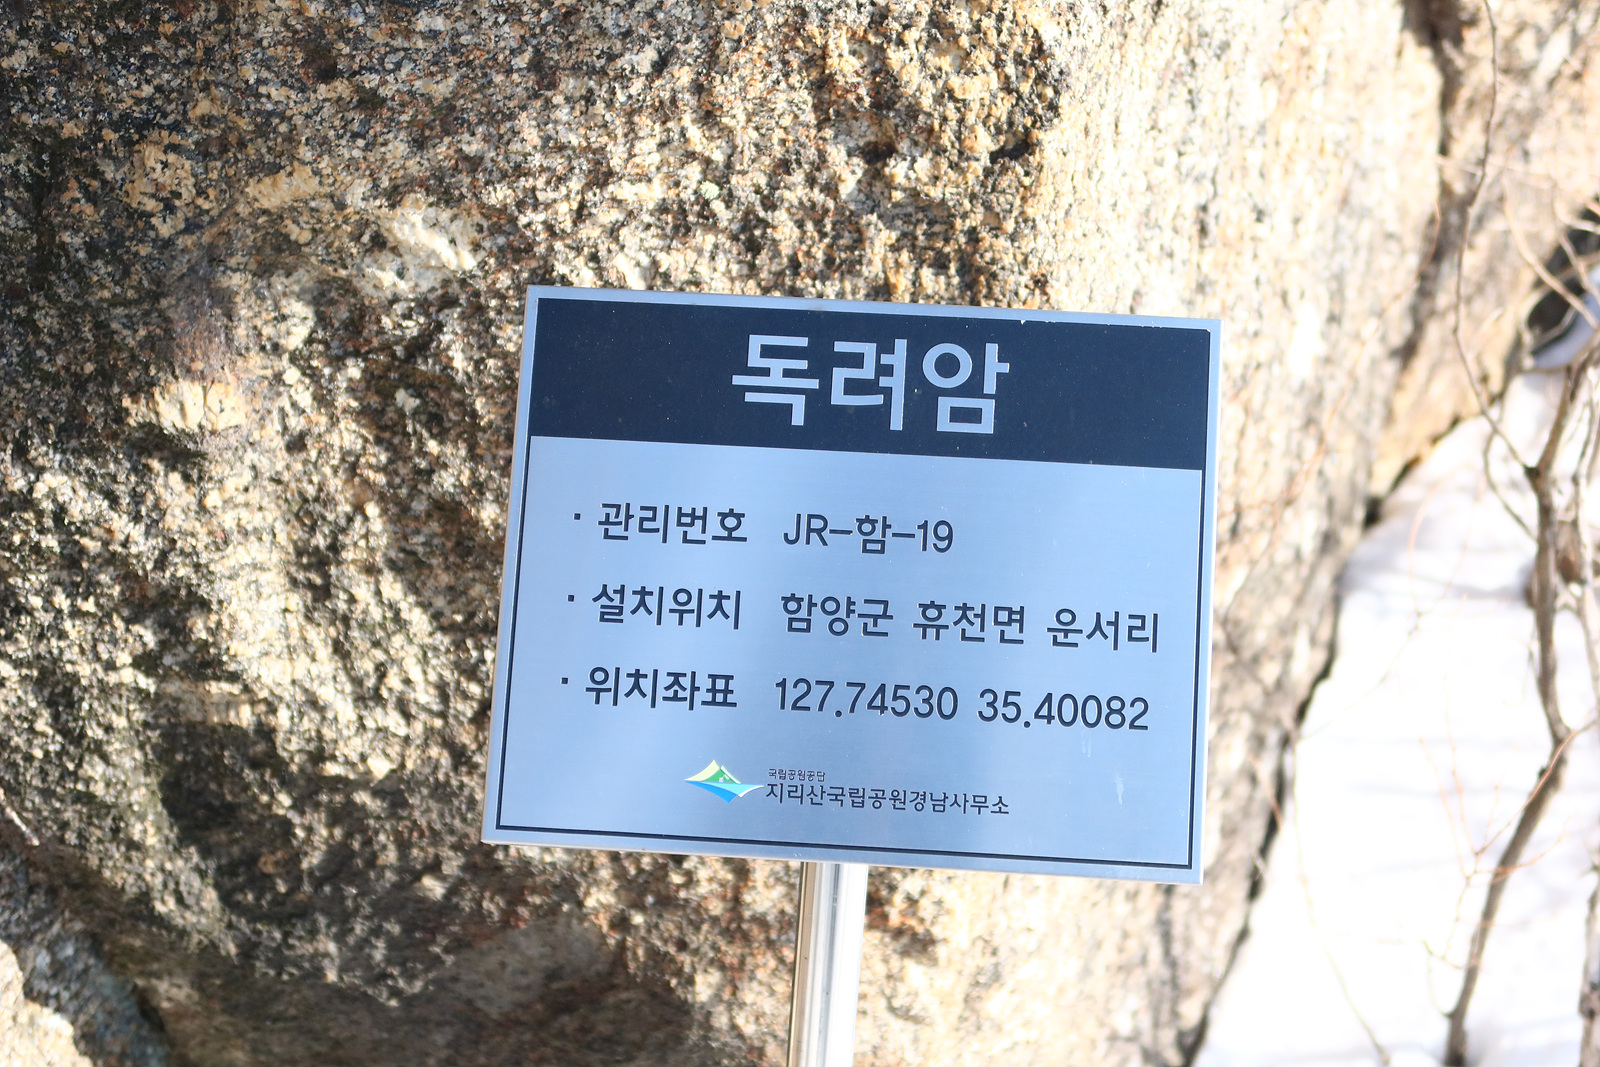 독려암
· 관리번호 JR-함-19
· 설치위치 함양군 휴천면 운서리
· 위치좌표 127.74530 35.40082
국립공원공단
지리산국립공원경남사무소